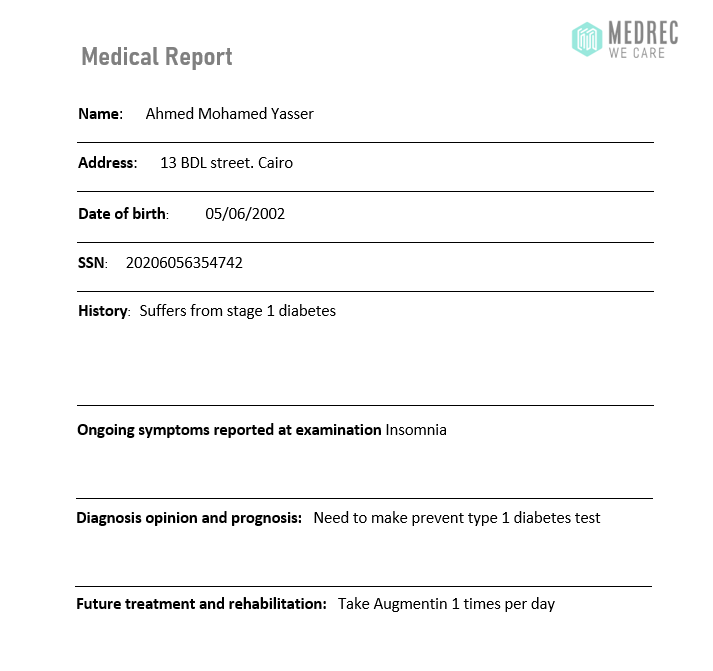 MEDREC
WE CARE
Medical Report
Name: Ahmed Mohamed Yasser
Address: 13 BDL street. Cairo
Date of birth: 05/06/2002
SSN: 20206056354742
History: Suffers from stage 1 diabetes
Ongoing symptoms reported at examination Insomnia
Diagnosis opinion and prognosis: Need to make prevent type 1 diabetes test
Future treatment and rehabilitation: Take Augmentin 1 times per day